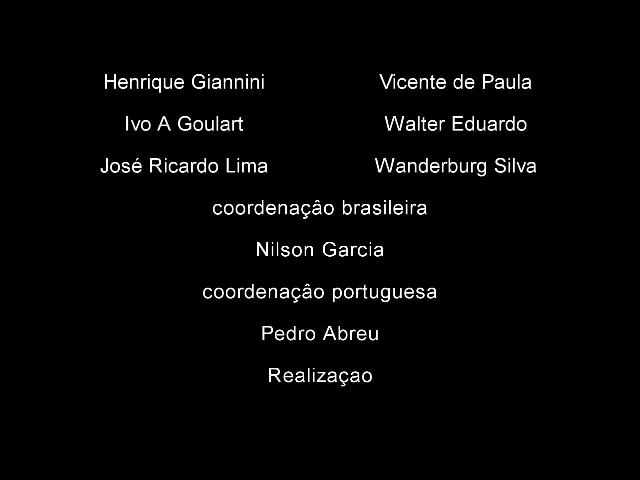 Henrique Giannini Vicente de Paula
Ivo A Goulart Walter Eduardo
José Ricardo Lima Wanderburg Silva
coordenaçâo brasileira
Nilson Garcia
coordenaçâo portuguesa
Pedro Abreu
Realizaçao